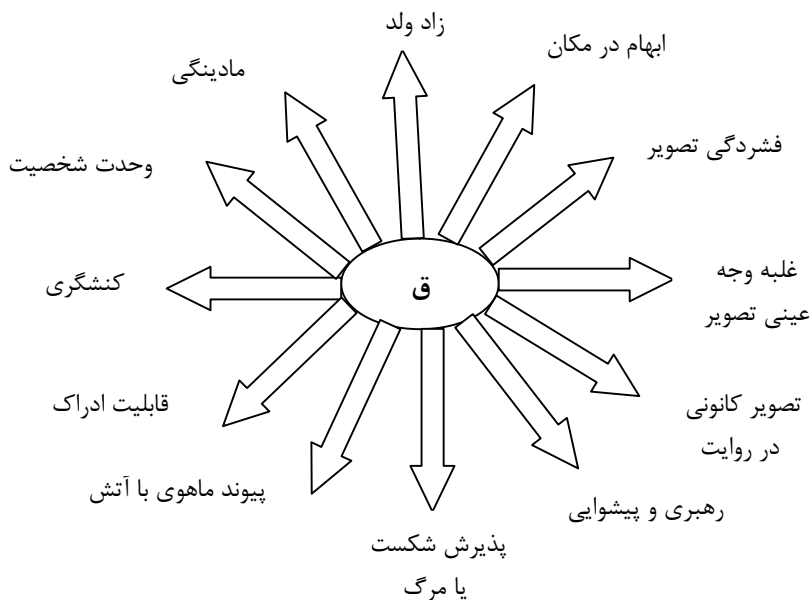 زاد ولد
ابهام در مکان
مادینگی
فشردگی تصویر
وحدت شخصیت
غلبه وجه
عینی تصویر
ق
کنشگری
تصویر کانونی
در روایت
قابلیت ادراک
رهبری و پیشوایی
پیوند ماهوی با آتش
پذیرش شکست
یا مرگ